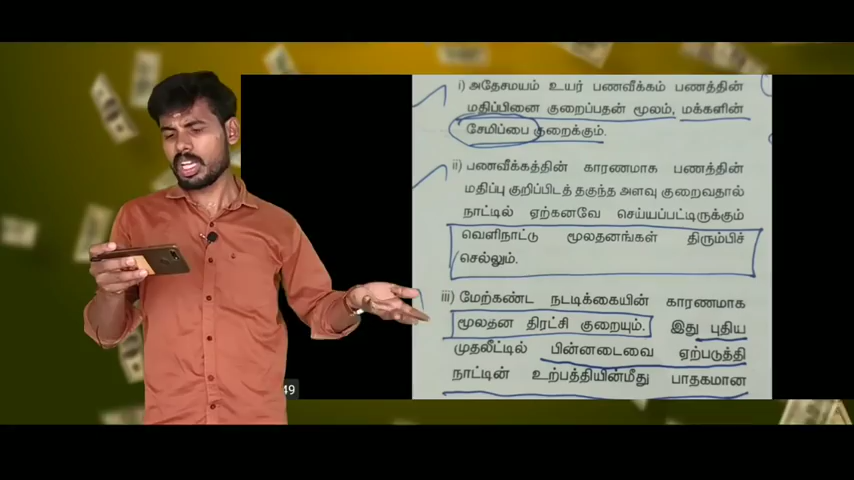 i) அதேசமயம் உயர் பணவீக்கம் பணத்தின்
மதிப்பினை குறைப்பதன் மூலம், மக்களின்
சேமிப்பை குறைக்கும்.
ii) பணவீக்கத்தின் காரணமாக பணத்தின்
மதிப்பு குறிப்பிடத் தகுந்த அளவு குறைவதால்
நாட்டில் ஏற்கனவே செய்யப்பட்டிருக்கும்
வெளிநாட்டு மூலதனங்கள் திரும்பிச்
செல்லும்.
iii) மேற்கண்ட நடடிக்கையின் காரணமாக
மூலதன திரட்சி குறையும். இது புதிய
முதலீட்டில் பின்னடைவை ஏற்படுத்தி
நாட்டின் உற்பத்தியின்மீது பாதகமான
49